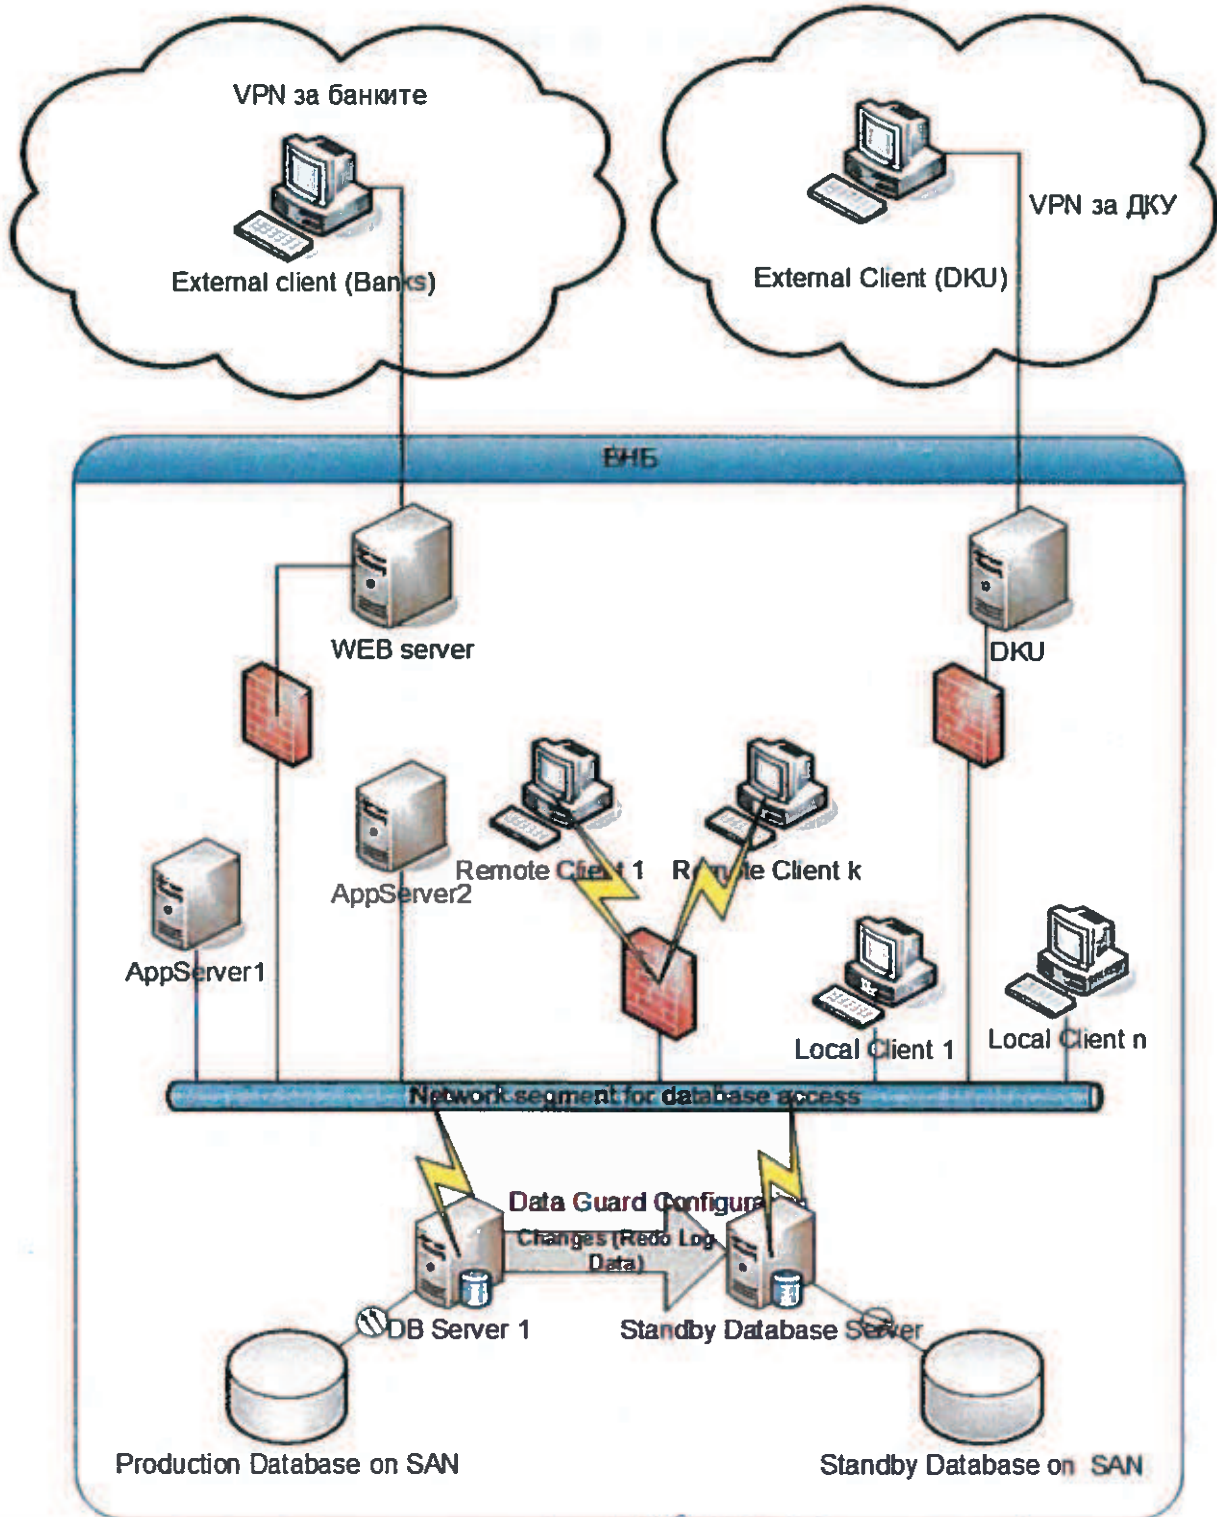 VPN за банките
External client (Banks)
VPN за ДКУ
External Client (DKU)
БНБ
WEB server
DKU
Remote Client 1
Remote Client k
AppServer2
AppServer1
Local Client 1
Local Client n
Network segment for database access
Data Guard Configuration
Changes (Redo Log
Data)
DB Server 1
Standby Database Server
Production Database on SAN
Standby Database on SAN